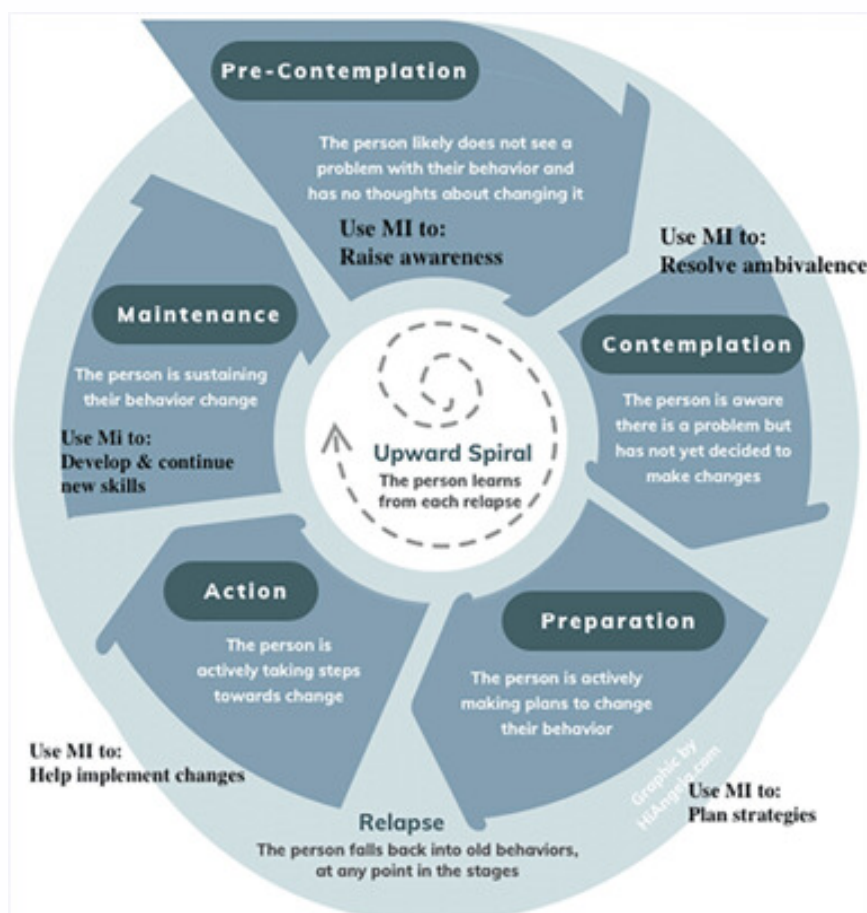 Pre-Contemplation
The person likely does not see a
problem with their behavior and
has no thoughts about changing it
Use MI to:
Raise awareness
Use MI to:
Resolve ambivalence
Contemplation
The person is aware
there is a problem but
has not yet decided to
make changes
Preparation
The person is actively
making plans to change
their behavior
Graphic by
HiAngelo.com
Use MI to:
Plan strategies
Action
The person is
actively taking steps
towards change
Use MI to:
Help implement changes
Maintenance
The person is sustaining
their behavior change
Use Mi to:
Develop & continue
new skills
Upward Spiral
The person learns
from each relapse
Relapse
The person falls back into old behaviors,
at any point in the stages